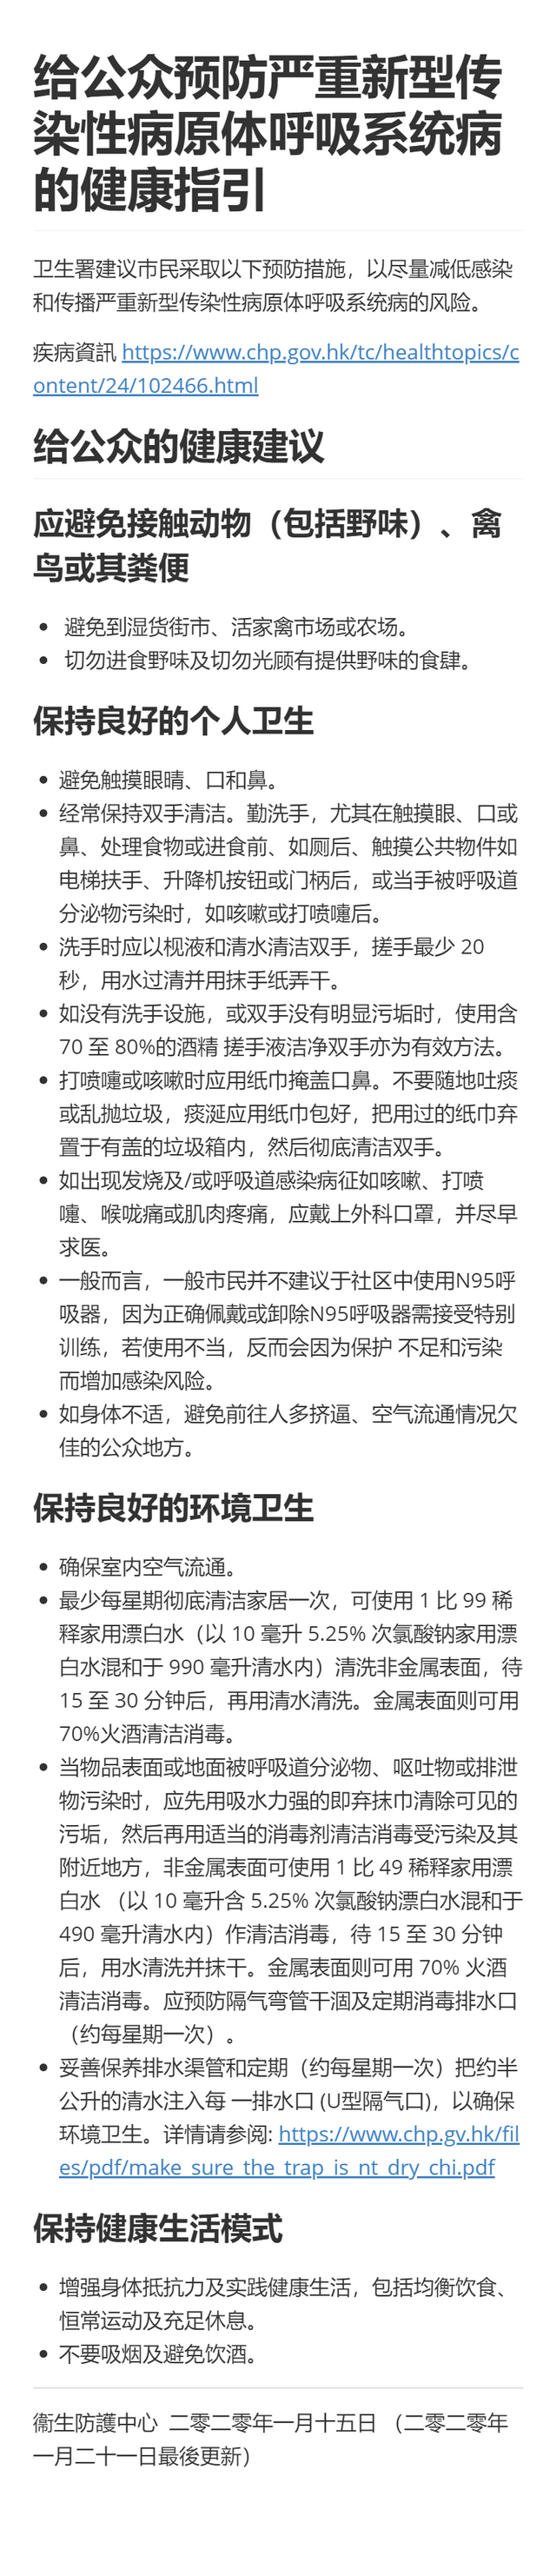 给公众预防严重新型传
染性病原体呼吸系统病
的健康指引
卫生署建议市民采取以下预防措施，以尽量减低感染
和传播严重新型传染性病原体呼吸系统病的风险。
疾病資訊 https://www.chp.gov.hk/tc/healthtopics/c
ontent/24/102466.html
给公众的健康建议
应避免接触动物（包括野味）、禽
鸟或其粪便
• 避免到湿货街市、活家禽市场或农场。
• 切勿进食野味及切勿光顾有提供野味的食肆。
保持良好的个人卫生
• 避免触摸眼睛、口和鼻。
• 经常保持双手清洁。勤洗手，尤其在触摸眼、口或
鼻、处理食物或进食前、如厕后、触摸公共物件如
电梯扶手、升降机按钮或门柄后，或当手被呼吸道
分泌物污染时，如咳嗽或打喷嚏后。
• 洗手时应以枧液和清水清洁双手，搓手最少 20
秒，用水过清并用抹手纸弄干。
• 如没有洗手设施，或双手没有明显污垢时，使用含
70 至 80%的酒精 搓手液洁净双手亦为有效方法。
• 打喷嚏或咳嗽时应用纸巾掩盖口鼻。不要随地吐痰
或乱抛垃圾，痰涎应用纸巾包好，把用过的纸巾弃
置于有盖的垃圾箱内，然后彻底清洁双手。
• 如出现发烧及/或呼吸道感染病征如咳嗽、打喷
嚏、喉咙痛或肌肉疼痛，应戴上外科口罩，并尽早
求医。
• 一般而言，一般市民并不建议于社区中使用N95呼
吸器，因为正确佩戴或卸除N95呼吸器需接受特别
训练，若使用不当，反而会因为保护 不足和污染
而增加感染风险。
• 如身体不适，避免前往人多挤逼、空气流通情况欠
佳的公众地方。
保持良好的环境卫生
• 确保室内空气流通。
• 最少每星期彻底清洁家居一次，可使用 1 比 99 稀
释家用漂白水（以 10 毫升 5.25% 次氯酸钠家用漂
白水混和于 990 毫升清水内）清洗非金属表面，待
15 至 30 分钟后，再用清水清洗。金属表面则可用
70%火酒清洁消毒。
• 当物品表面或地面被呼吸道分泌物、呕吐物或排泄
物污染时，应先用吸水力强的即弃抹巾清除可见的
污垢，然后再用适当的消毒剂清洁消毒受污染及其
附近地方，非金属表面可使用 1 比 49 稀释家用漂
白水 （以 10 毫升含 5.25% 次氯酸钠漂白水混和于
490 毫升清水内）作清洁消毒，待 15 至 30 分钟
后，用水清洗并抹干。金属表面则可用 70% 火酒
清洁消毒。应预防隔气弯管干涸及定期消毒排水口
（约每星期一次）。
• 妥善保养排水渠管和定期（约每星期一次）把约半
公升的清水注入每 一排水口 (U型隔气口)，以确保
环境卫生。详情请参阅: https://www.chp.gv.hk/fil
es/pdf/make_sure_the_trap_is_nt_dry_chi.pdf
保持健康生活模式
• 增强身体抵抗力及实践健康生活，包括均衡饮食、
恒常运动及充足休息。
• 不要吸烟及避免饮酒。
衞生防護中心 二零二零年一月十五日 （二零二零年
一月二十一日最後更新）